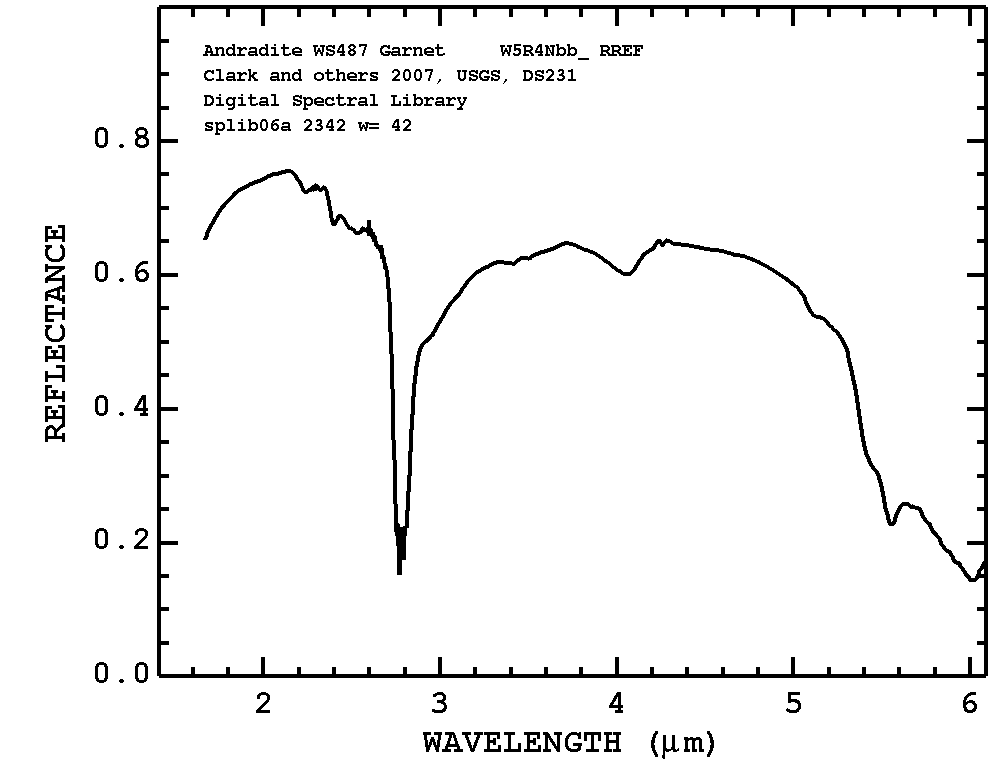 Andradite WS487 Garnet W5R4Nbb_ RREF
Clark and others 2007, USGS, DS231
Digital Spectral Library
splib06a 2342 w= 42
0.8
0.6
0.4
0.2
0.0
REFLECTANCE
2 3 4 5 6
WAVELENGTH (μm)